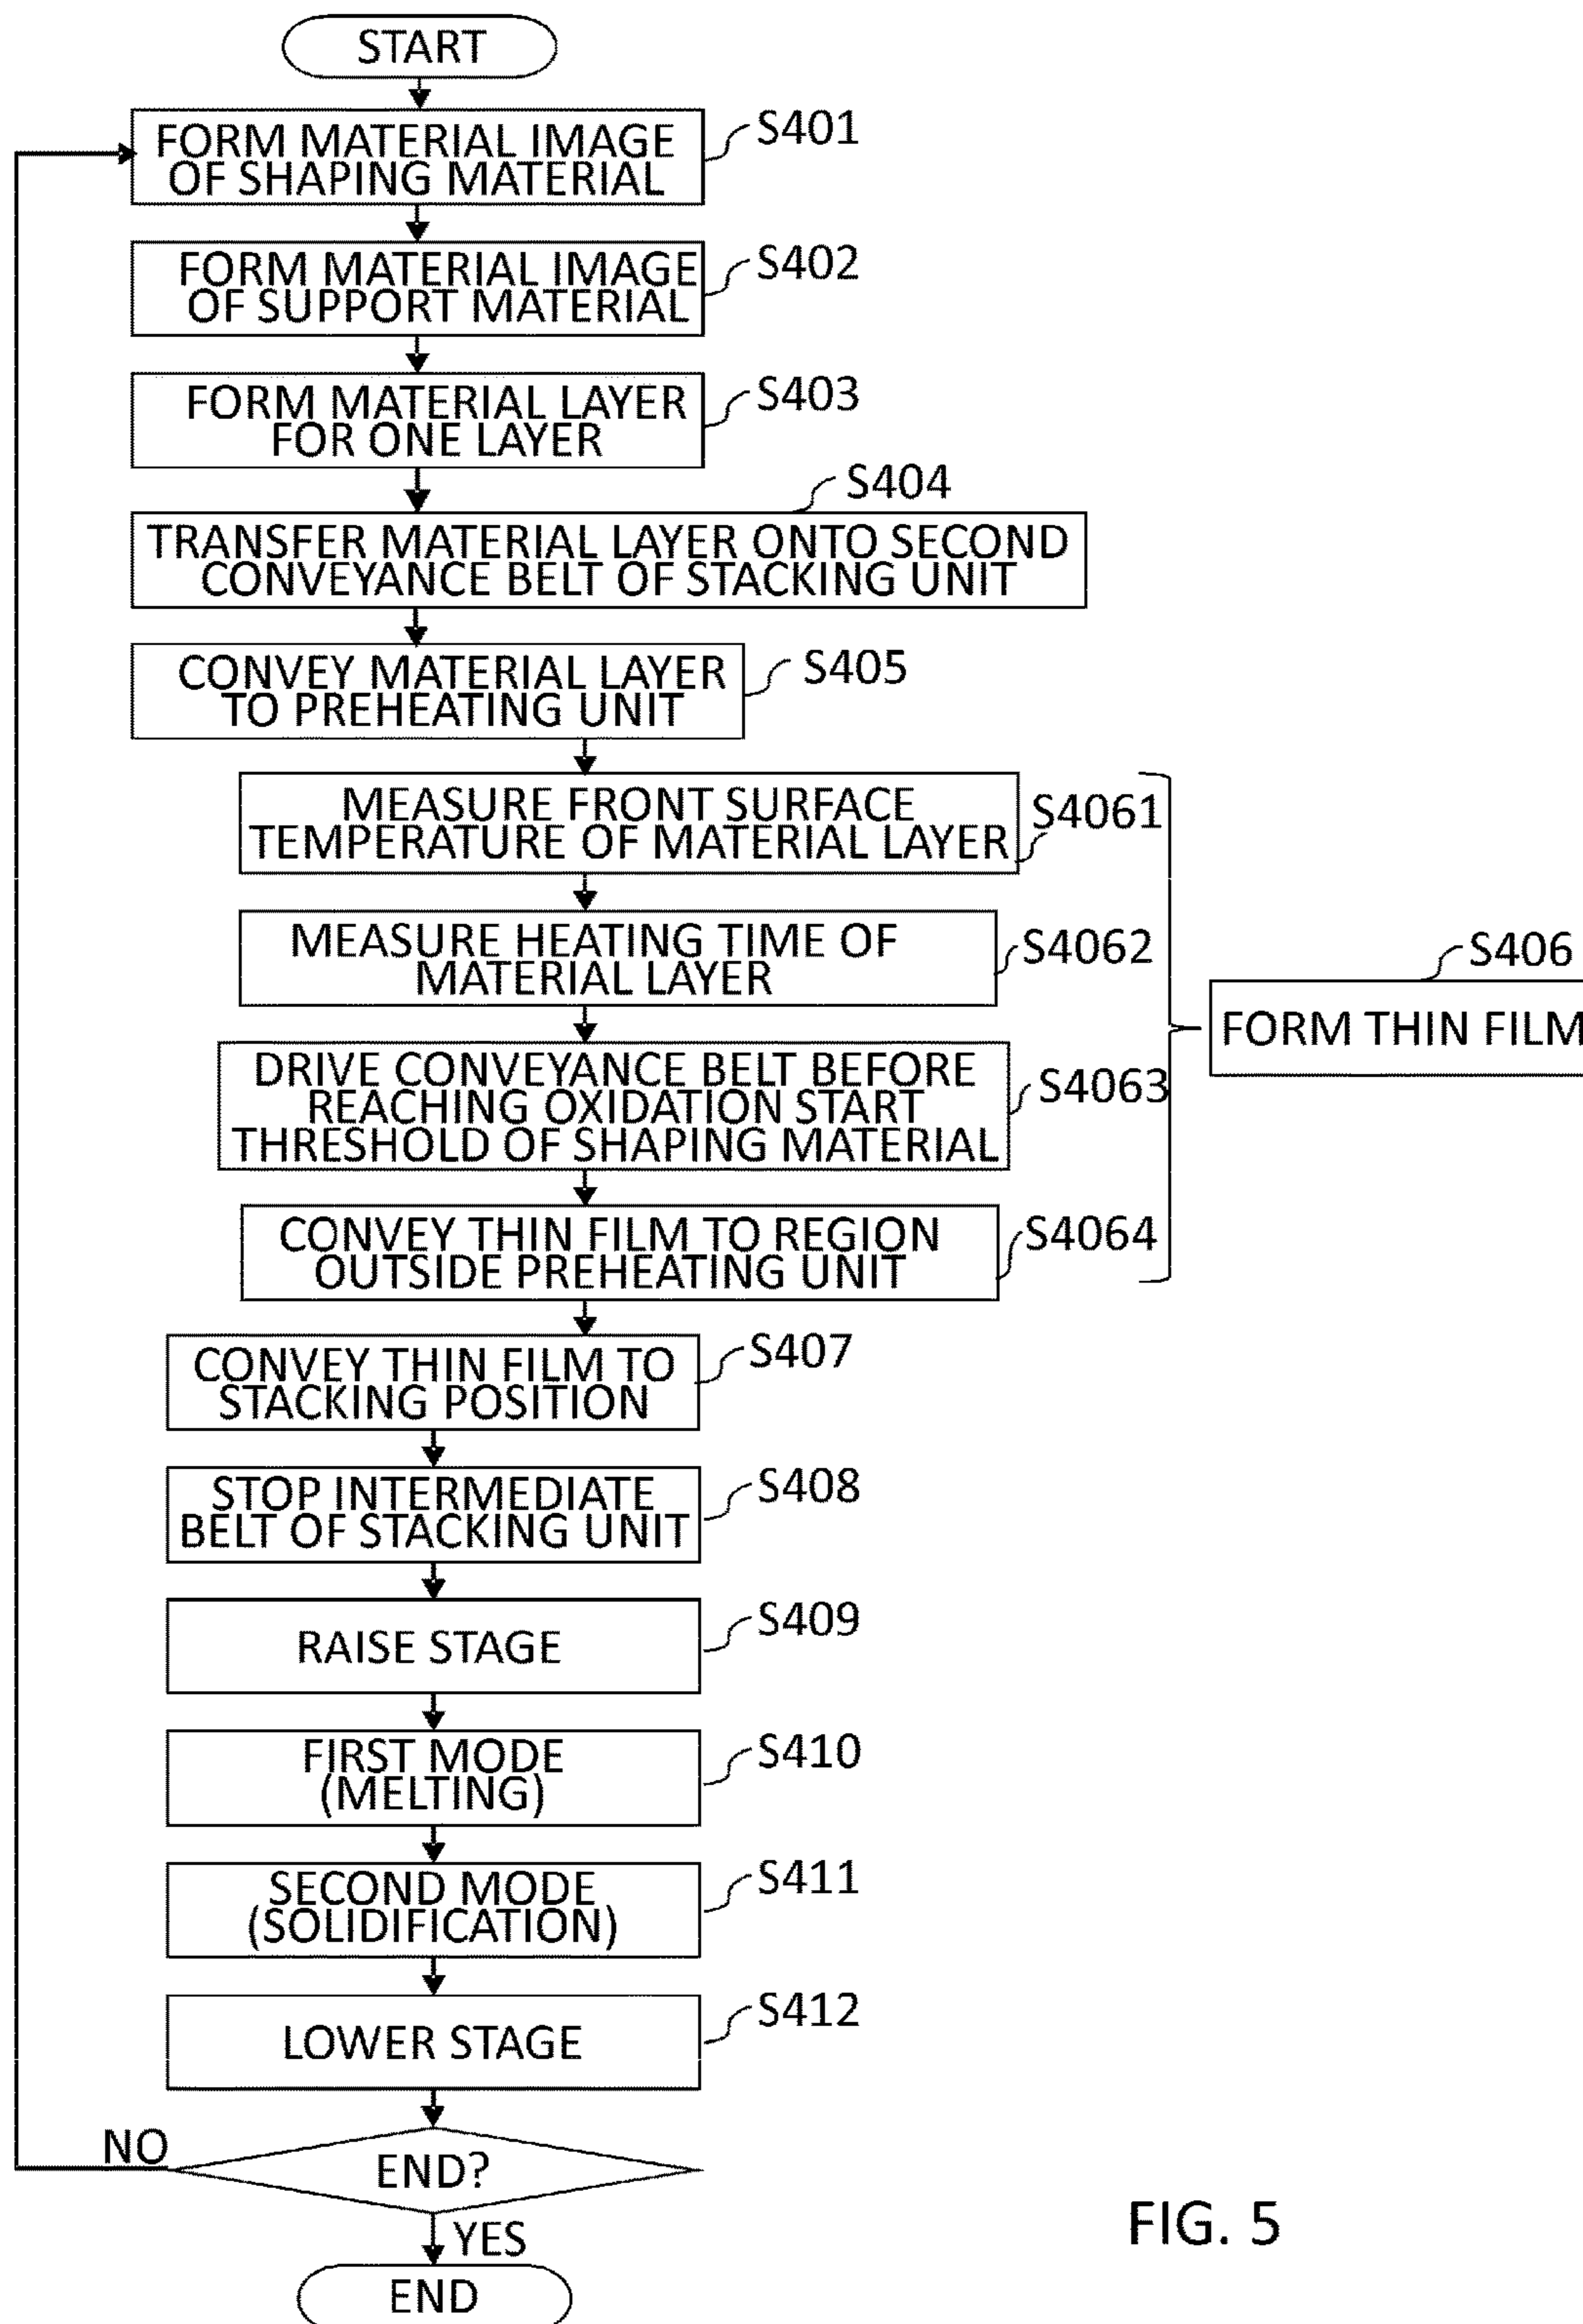 START
FORM MATERIAL IMAGE
OF SHAPING MATERIAL
S401
FORM MATERIAL IMAGE
OF SUPPORT MATERIAL
S402
FORM MATERIAL LAYER
FOR ONE LAYER
S403
S404
TRANSFER MATERIAL LAYER ONTO SECOND
CONVEYANCE BELT OF STACKING UNIT
CONVEY MATERIAL LAYER
TO PREHEATING UNIT
S405
MEASURE FRONT SURFACE
TEMPERATURE OF MATERIAL LAYER
S4061
MEASURE HEATING TIME OF
MATERIAL LAYER
S4062
S406
FORM THIN FILM
DRIVE CONVEYANCE BELT BEFORE
REACHING OXIDATION START
THRESHOLD OF SHAPING MATERIAL
S4063
CONVEY THIN FILM TO REGION
OUTSIDE PREHEATING UNIT
S4064
CONVEY THIN FILM TO
STACKING POSITION
S407
STOP INTERMEDIATE
BELT OF STACKING UNIT
S408
RAISE STAGE
S409
FIRST MODE
(MELTING)
S410
SECOND MODE
(SOLIDIFICATION)
S411
LOWER STAGE
S412
NO
END?
YES
END
FIG. 5